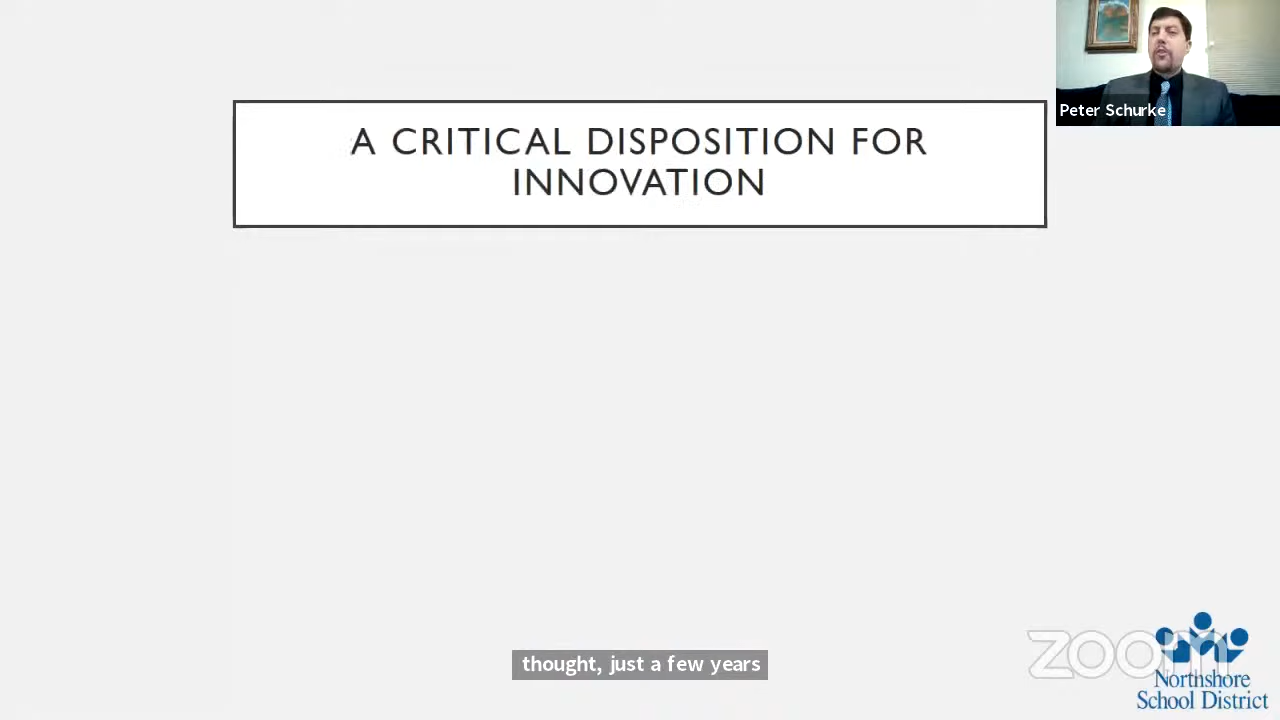 Peter Schurke
A CRITICAL DISPOSITION FOR
INNOVATION
thought, just a few years
zoom
Northshore
School District